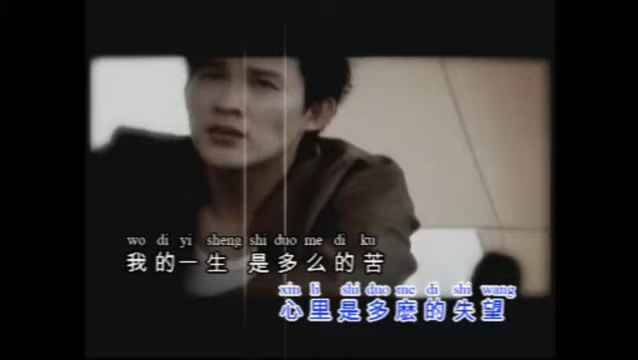 wo di yi sheng shi duo me di ku
我的一生 是多么的苦
xin li shi duo me di shi wang
心里是多麽的失望